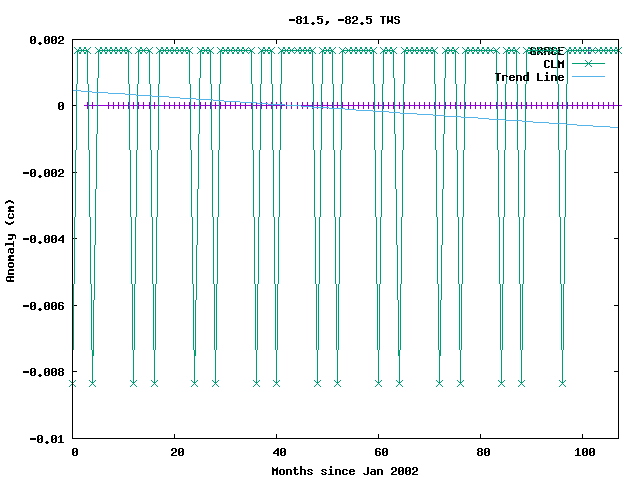 -81.5, -82.5 TWS
0.002
0
-0.002
-0.004
-0.006
-0.008
-0.01
Anomaly (cm)
GRACE
CLM
Trend Line
0 20 40 60 80 100
Months since Jan 2002